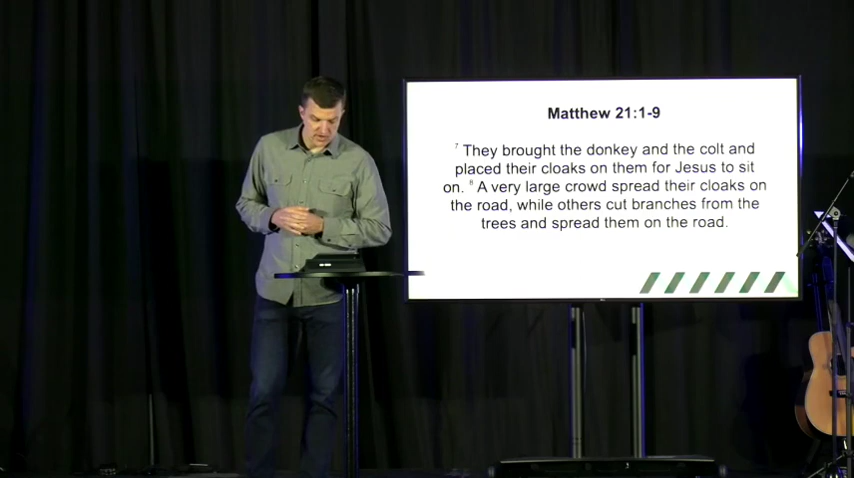 Matthew 21:1-9
⁷ They brought the donkey and the colt and
placed their cloaks on them for Jesus to sit
on. ⁸ A very large crowd spread their cloaks on
the road, while others cut branches from the
trees and spread them on the road.